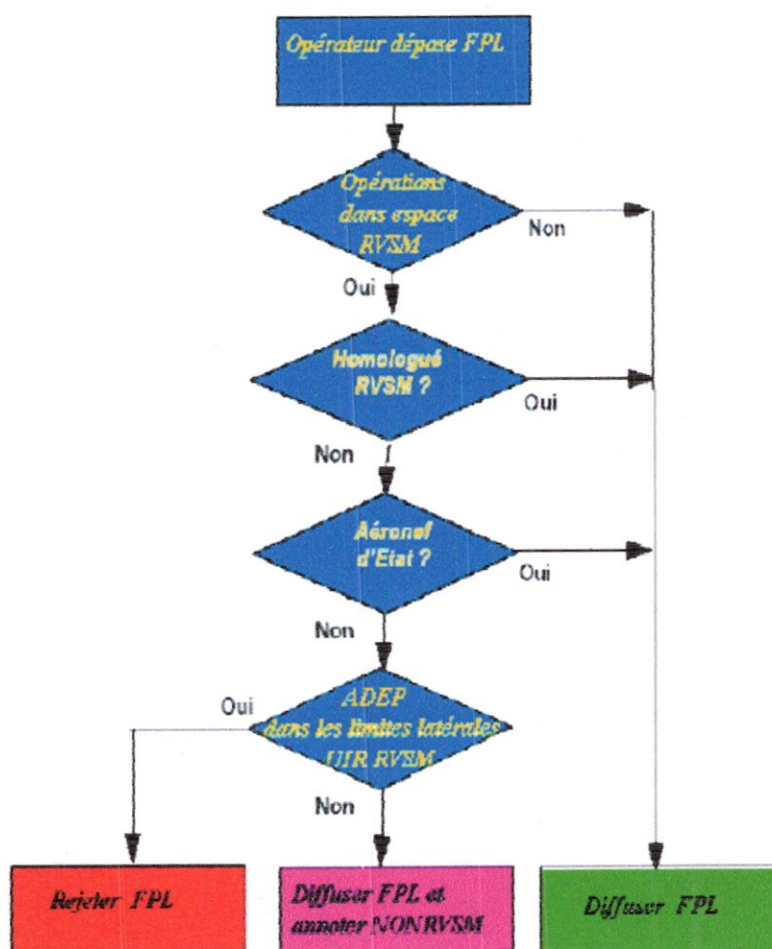 Opérateur dépose FPL
Opérations
dans espace
RVSM
Non
Oui
Homologué
RVSM ?
Oui
Non
Aéronef
d'Etat ?
Oui
Non
ADEP
dans les limites latérales
UIR RVSM
Oui
Non
Rejeter FPL
Diffuser FPL et
annoter NONRVSM
Diffuser FPL